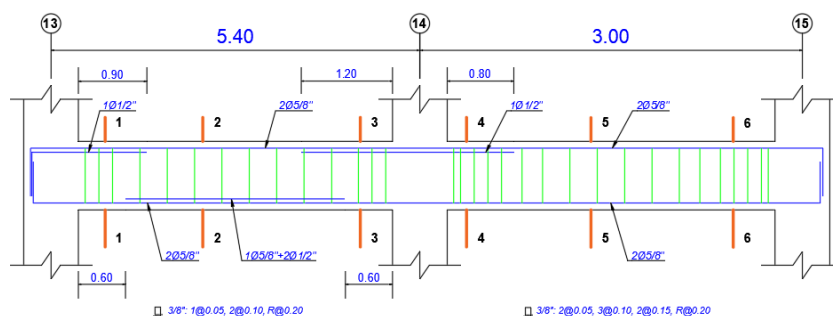 13 14 15
5.40 3.00
0.90 1.20 0.80
1Ø1/2" 2Ø5/8" 1Ø1/2" 2Ø5/8"
1 2 3 4 5 6
1 2 3 4 5 6
2Ø5/8" 1Ø5/8"+2Ø1/2" 2Ø5/8"
0.60 0.60
3/8": 1@0.05, 2@0.10, R@0.20 3/8": 2@0.05, 3@0.10, 2@0.15, R@0.20